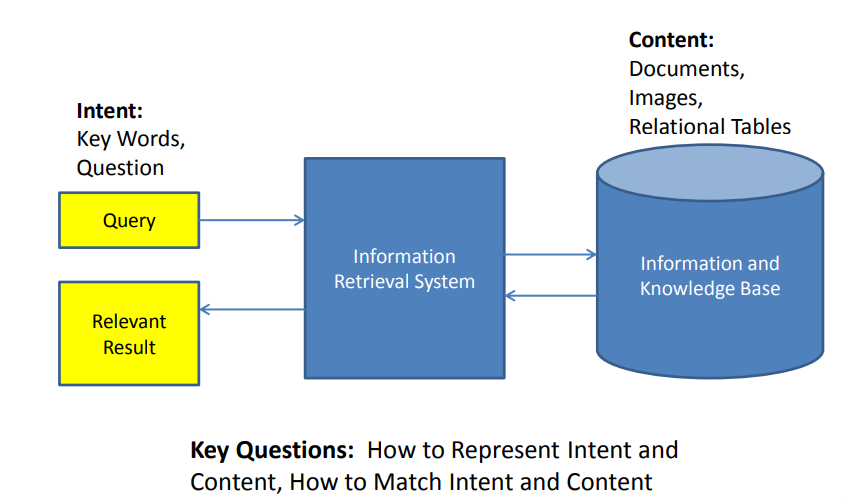 Content:
Documents,
Images,
Relational Tables
Intent:
Key Words,
Question
Query
Information
Retrieval System
Information and
Knowledge Base
Relevant
Result
Key Questions:  How to Represent Intent and
Content, How to Match Intent and Content